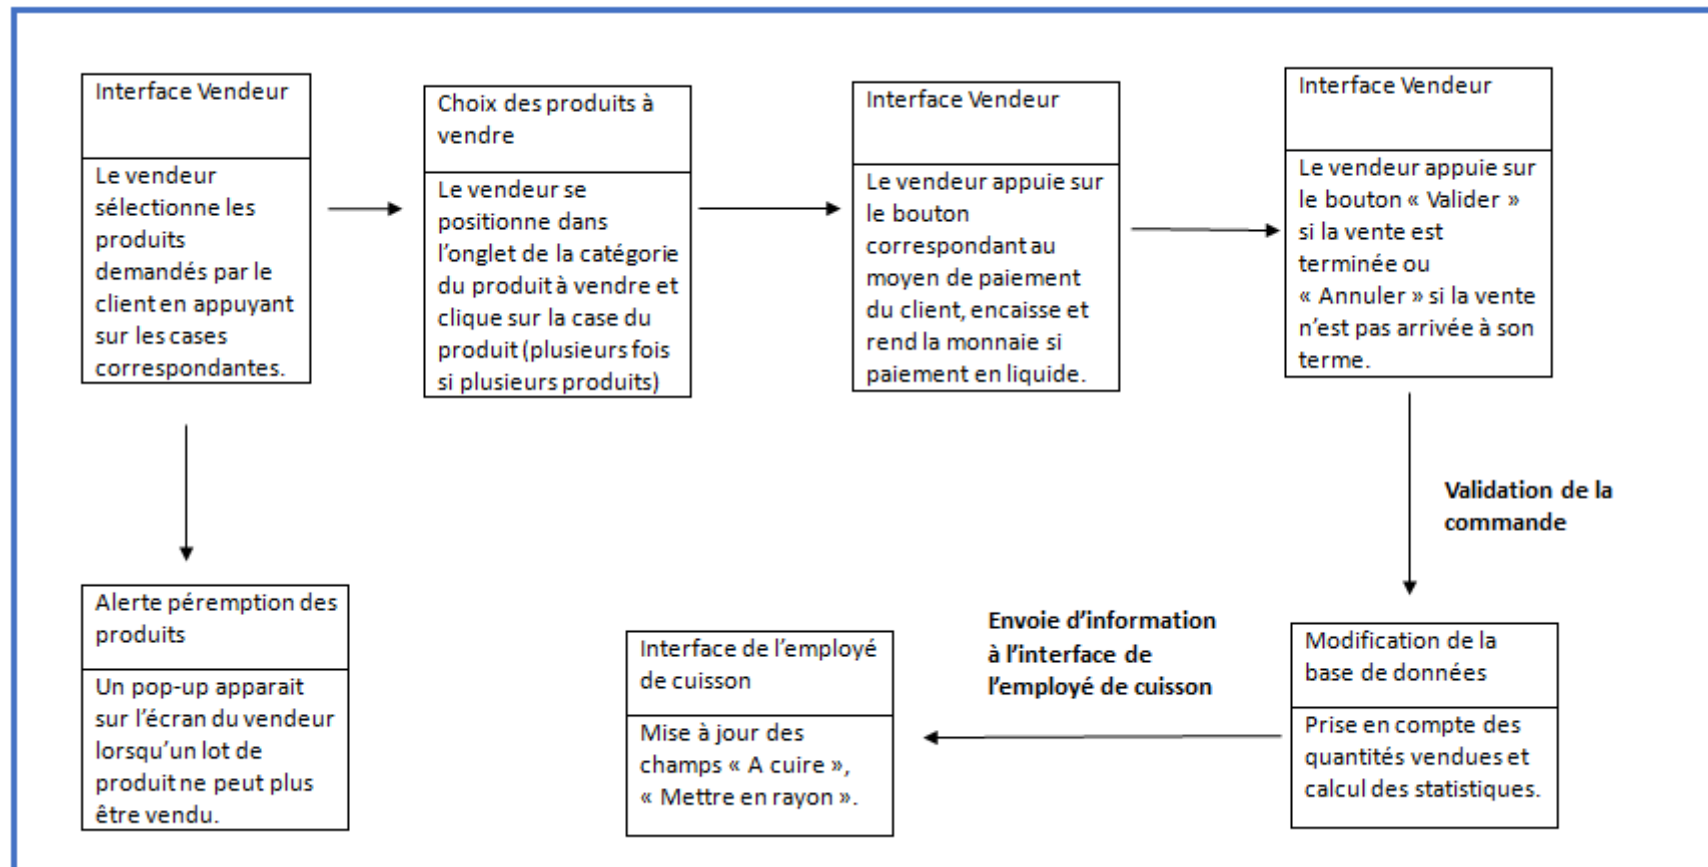 Interface Vendeur
Le vendeur
sélectionne les
produits
demandés par le
client en appuyant
sur les cases
correspondantes.
Choix des produits à
vendre
Le vendeur se
positionne dans
l’onglet de la catégorie
du produit à vendre et
clique sur la case du
produit (plusieurs fois
si plusieurs produits)
Interface Vendeur
Le vendeur appuie sur
le bouton
correspondant au
moyen de paiement
du client, encaisse et
rend la monnaie si
paiement en liquide.
Interface Vendeur
Le vendeur appuie sur
le bouton « Valider »
si la vente est
terminée ou
« Annuler » si la vente
n’est pas arrivée à son
terme.
Validation de la
commande
Alerte péremption des
produits
Un pop-up apparait
sur l’écran du vendeur
lorsqu’un lot de
produit ne peut plus
être vendu.
Interface de l’employé
de cuisson
Mise à jour des
champs « A cuire »,
« Mettre en rayon ».
Envoie d’information
à l’interface de
l’employé de cuisson
Modification de la
base de données
Prise en compte des
quantités vendues et
calcul des statistiques.